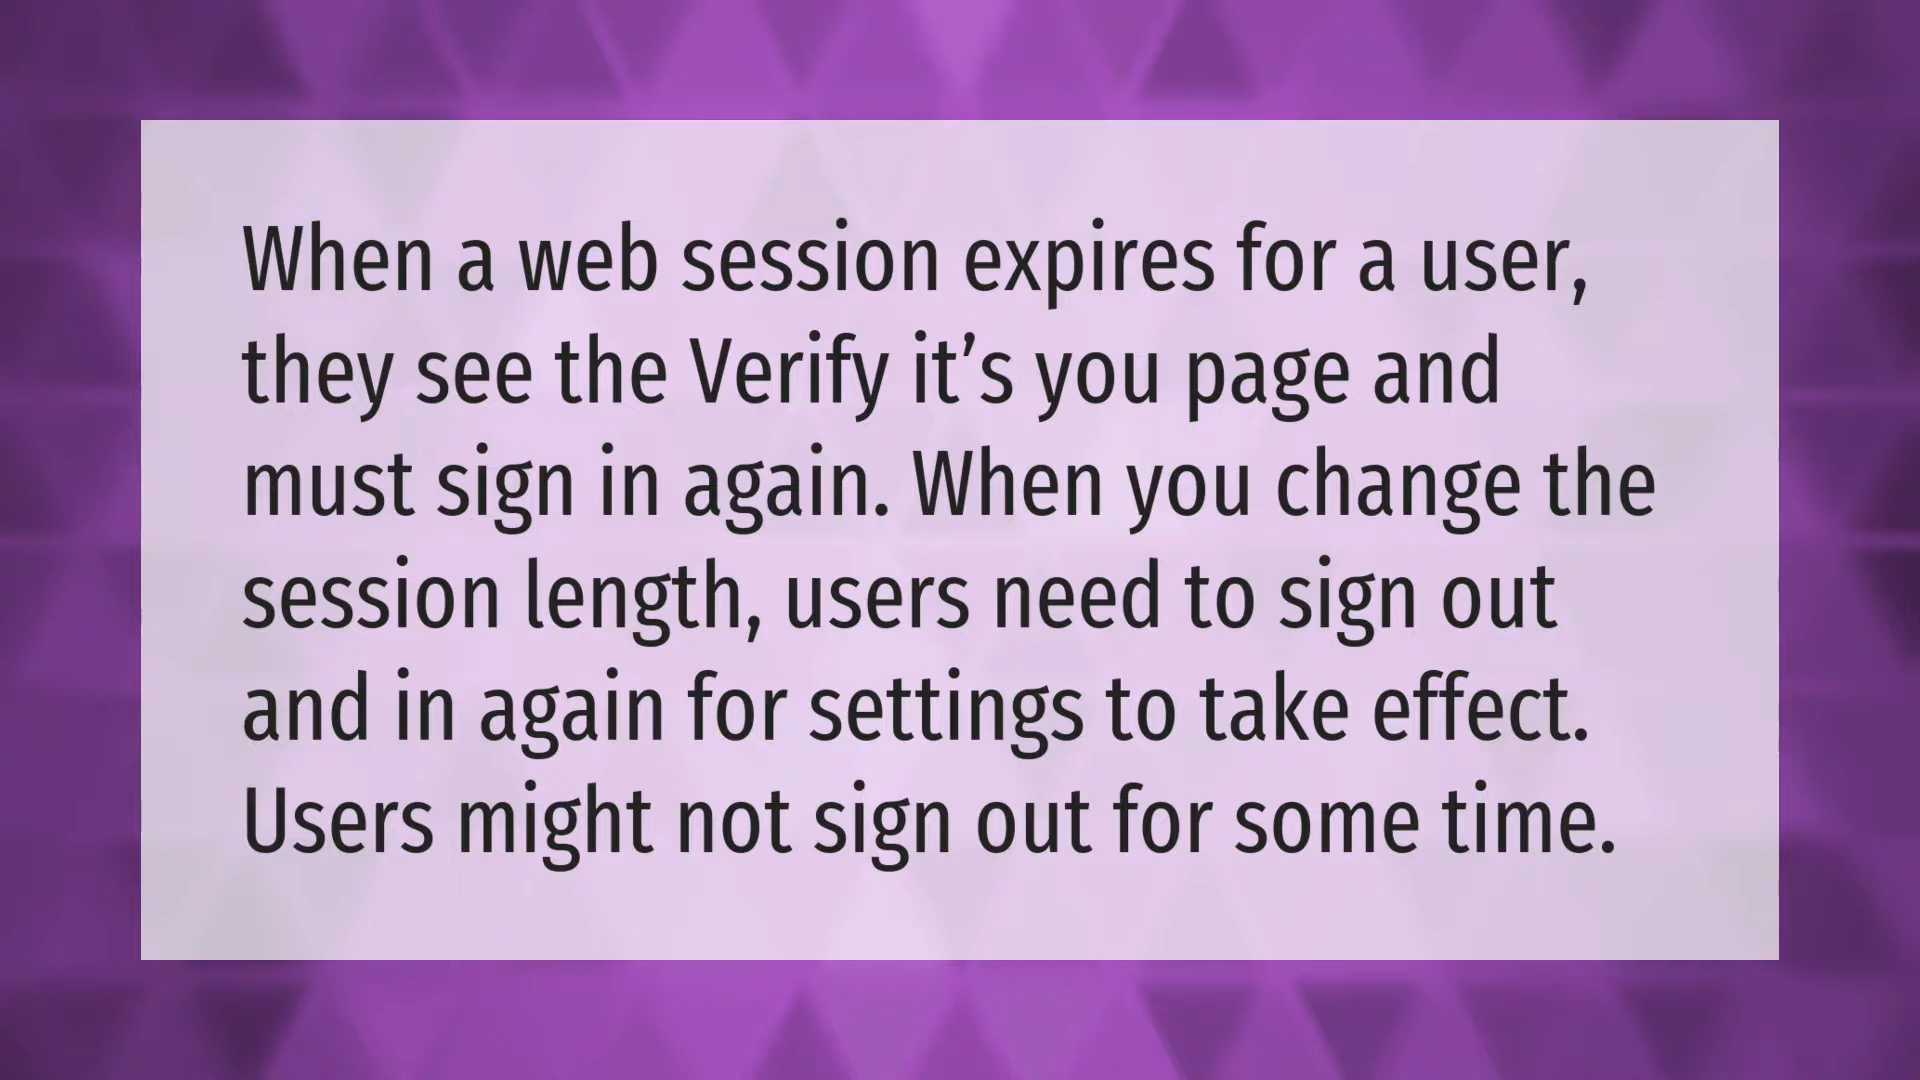 When a web session expires for a user,
they see the Verify it’s you page and
must sign in again. When you change the
session length, users need to sign out
and in again for settings to take effect.
Users might not sign out for some time.